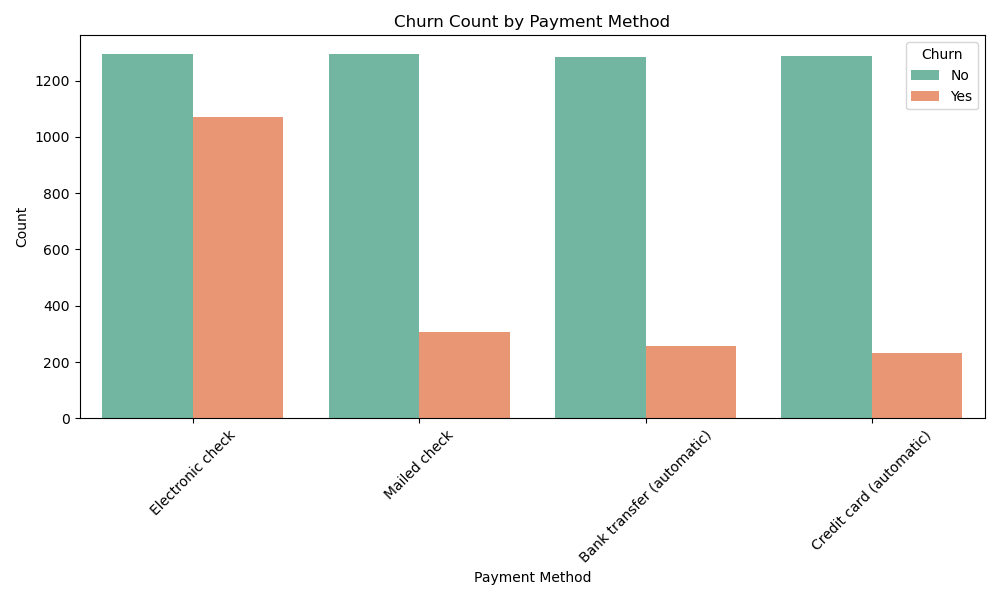 Churn Count by Payment Method
Churn
No
Yes
Count
1200
1000
800
600
400
200
0
Electronic check
Mailed check
Bank transfer (automatic)
Credit card (automatic)
Payment Method